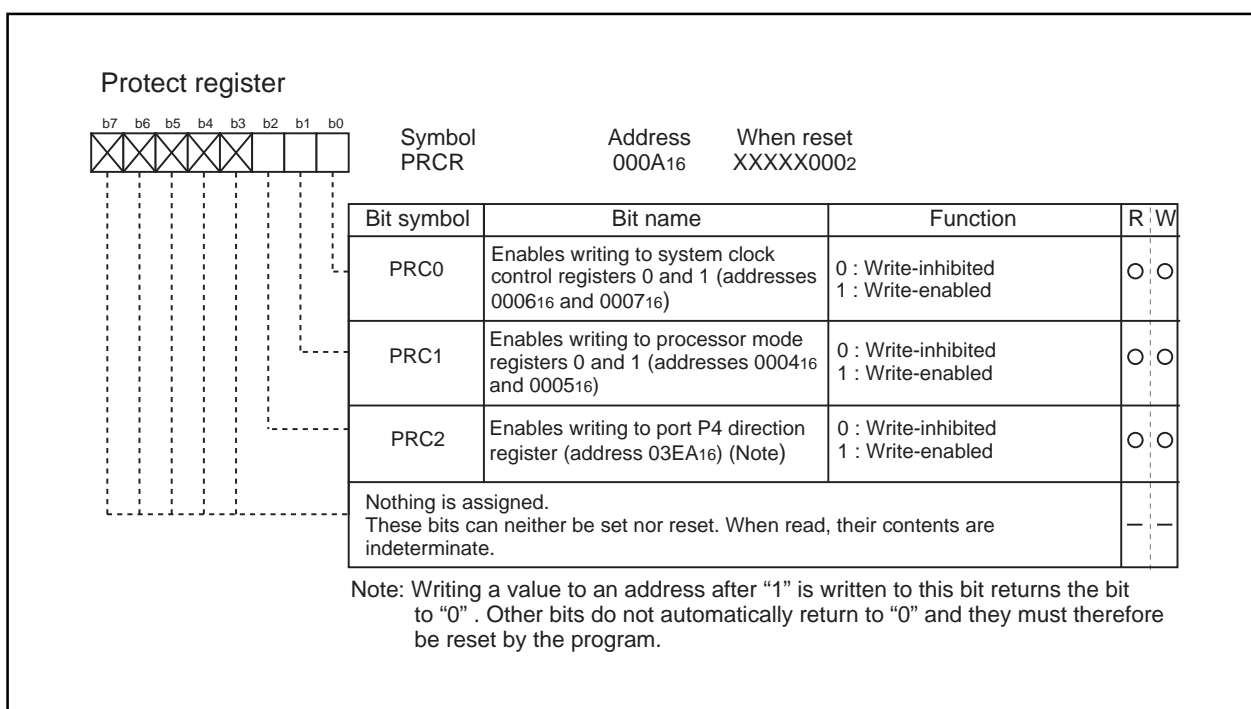 Protect register
b7 b6 b5 b4 b3 b2 b1 b0
Symbol Address When reset
PRCR 000A16 XXXXX0002
Bit symbol Bit name Function R W
PRC0
Enables writing to system clock
control registers 0 and 1 (addresses
000616 and 000716)
0 : Write-inhibited
1 : Write-enabled
PRC1
Enables writing to processor mode
registers 0 and 1 (addresses 000416
and 000516)
0 : Write-inhibited
1 : Write-enabled
PRC2
Enables writing to port P4 direction
register (address 03EA16) (Note)
0 : Write-inhibited
1 : Write-enabled
Nothing is assigned.
These bits can neither be set nor reset. When read, their contents are
indeterminate.
Note: Writing a value to an address after “1” is written to this bit returns the bit
to “0” . Other bits do not automatically return to “0” and they must therefore
be reset by the program.